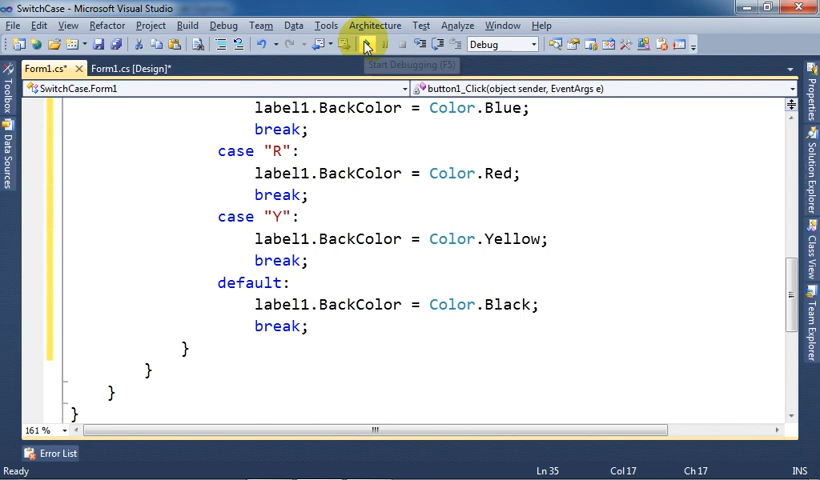 SwitchCase - Microsoft Visual Studio
File Edit View Refactor Project Build Debug Team Data Tools Architecture Test Analyze Window Help
Debug
Start Debugging (F5)
Form1.cs* Form1.cs [Design]*
SwitchCase.Form1 button1_Click(object sender, EventArgs e)
label1.BackColor = Color.Blue;
break;
case "R":
label1.BackColor = Color.Red;
break;
case "Y":
label1.BackColor = Color.Yellow;
break;
default:
label1.BackColor = Color.Black;
break;
}
}
}
}
Toolbox
Data Sources
Properties
Solution Explorer
Class View
Team Explorer
161 %
Error List
Ready Ln 35 Col 17 Ch 17 INS